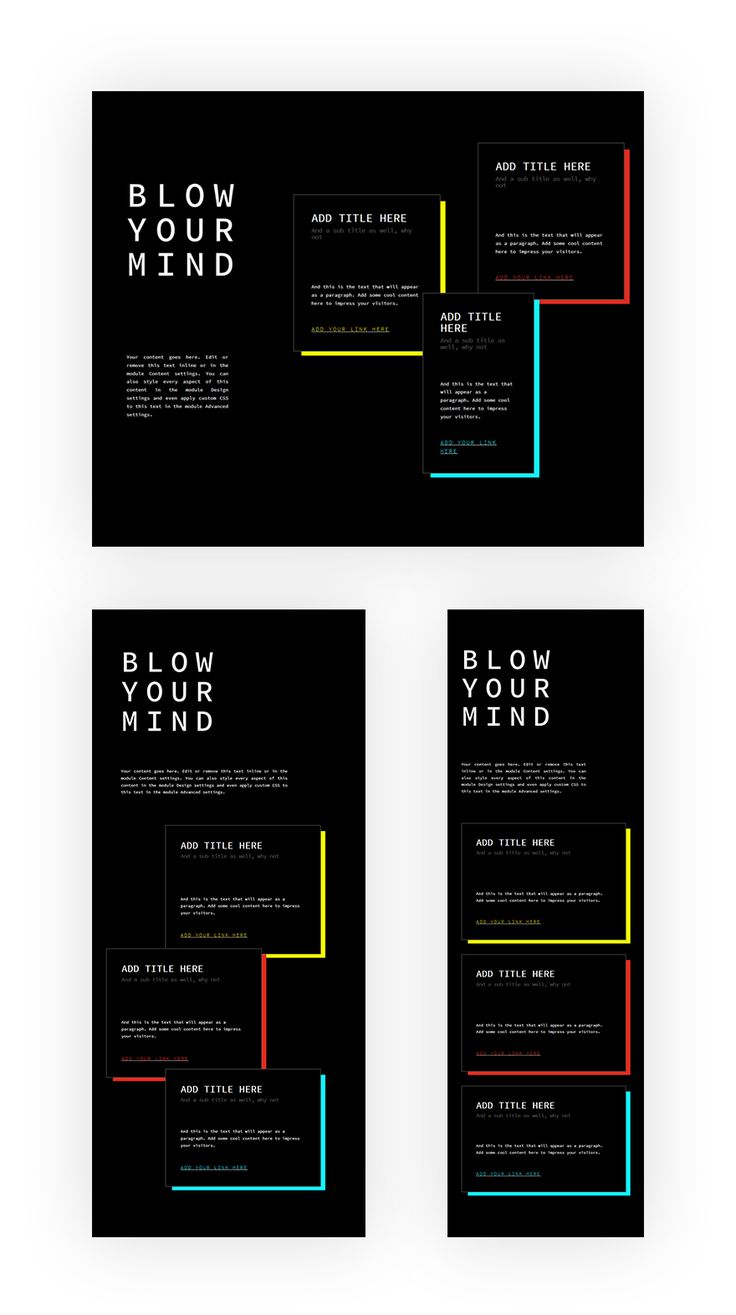 BLOW
YOUR
MIND
Your content goes here. Edit or
remove this text inline or in the
module Content settings. You can
also style every aspect of this
content in the module Design
settings and even apply custom CSS
to this text in the module Advanced
settings.
ADD TITLE HERE
And a sub title as well, why
not
And this is the text that will appear
as a paragraph. Add some cool content
here to impress your visitors.
ADD YOUR LINK HERE
ADD TITLE HERE
And a sub title as well, why
not
And this is the text that will appear
as a paragraph. Add some cool content
here to impress your visitors.
ADD YOUR LINK HERE
ADD TITLE
HERE
And a sub title as
well, why not
And this is the text that
will appear as a
paragraph. Add some cool
content here to impress
your visitors.
ADD YOUR LINK
HERE
BLOW
YOUR
MIND
Your content goes here. Edit or remove this text inline or in the
module Content settings. You can also style every aspect of this
content in the module Design settings and even apply custom CSS to
this text in the module Advanced settings.
ADD TITLE HERE
And a sub title as well, why not
And this is the text that will appear as a
paragraph. Add some cool content here to impress
your visitors.
ADD YOUR LINK HERE
ADD TITLE HERE
And a sub title as well, why not
And this is the text that will appear as a
paragraph. Add some cool content here to impress
your visitors.
ADD YOUR LINK HERE
ADD TITLE HERE
And a sub title as well, why not
And this is the text that will appear as a
paragraph. Add some cool content here to impress
your visitors.
ADD YOUR LINK HERE
BLOW
YOUR
MIND
Your content goes here. Edit or remove this text
inline or in the module Content settings. You can
also style every aspect of this content in the
module Design settings and even apply custom CSS to
this text in the module Advanced settings.
ADD TITLE HERE
And a sub title as well, why not
And this is the text that will appear as a paragraph.
Add some cool content here to impress your visitors.
ADD YOUR LINK HERE
ADD TITLE HERE
And a sub title as well, why not
And this is the text that will appear as a paragraph.
Add some cool content here to impress your visitors.
ADD YOUR LINK HERE
ADD TITLE HERE
And a sub title as well, why not
And this is the text that will appear as a paragraph.
Add some cool content here to impress your visitors.
ADD YOUR LINK HERE